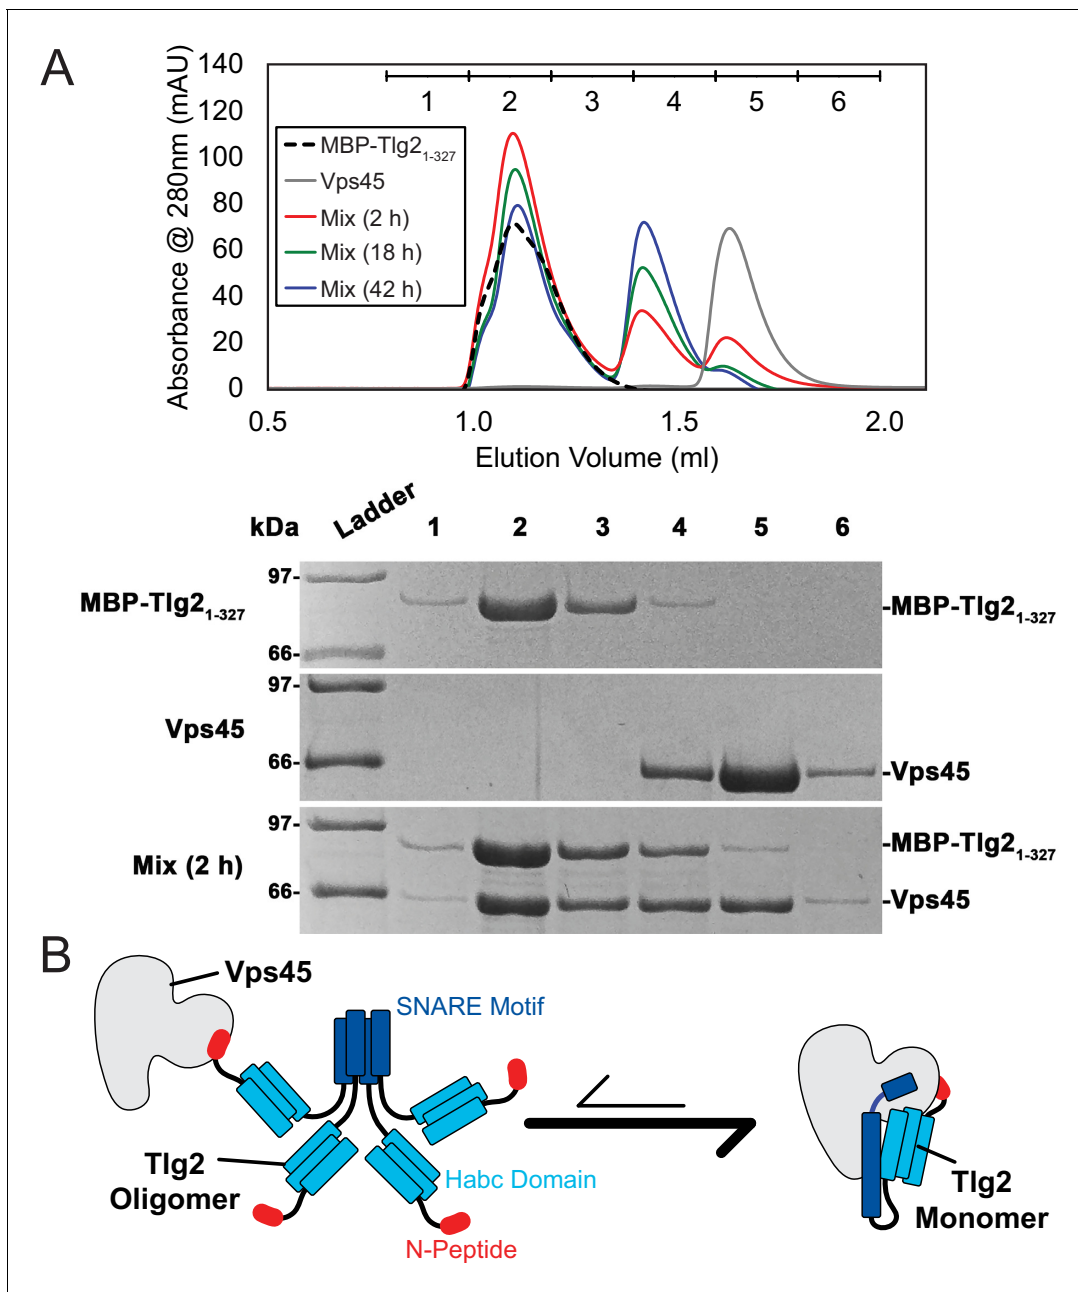 A
Absorbance @ 280nm (mAU)
140
120
100
80
60
40
20
0
1 2 3 4 5 6
MBP-Tlg2₁₋₃₂₇
Vps45
Mix (2 h)
Mix (18 h)
Mix (42 h)
0.5 1.0 1.5 2.0
Elution Volume (ml)
kDa Ladder 1 2 3 4 5 6
97-
MBP-Tlg2₁₋₃₂₇ -MBP-Tlg2₁₋₃₂₇
66-
97-
Vps45
66- -Vps45
97-
-MBP-Tlg2₁₋₃₂₇
Mix (2 h)
66- -Vps45
B
Vps45
SNARE Motif
Tlg2
Oligomer
Habc Domain
N-Peptide
Tlg2
Monomer